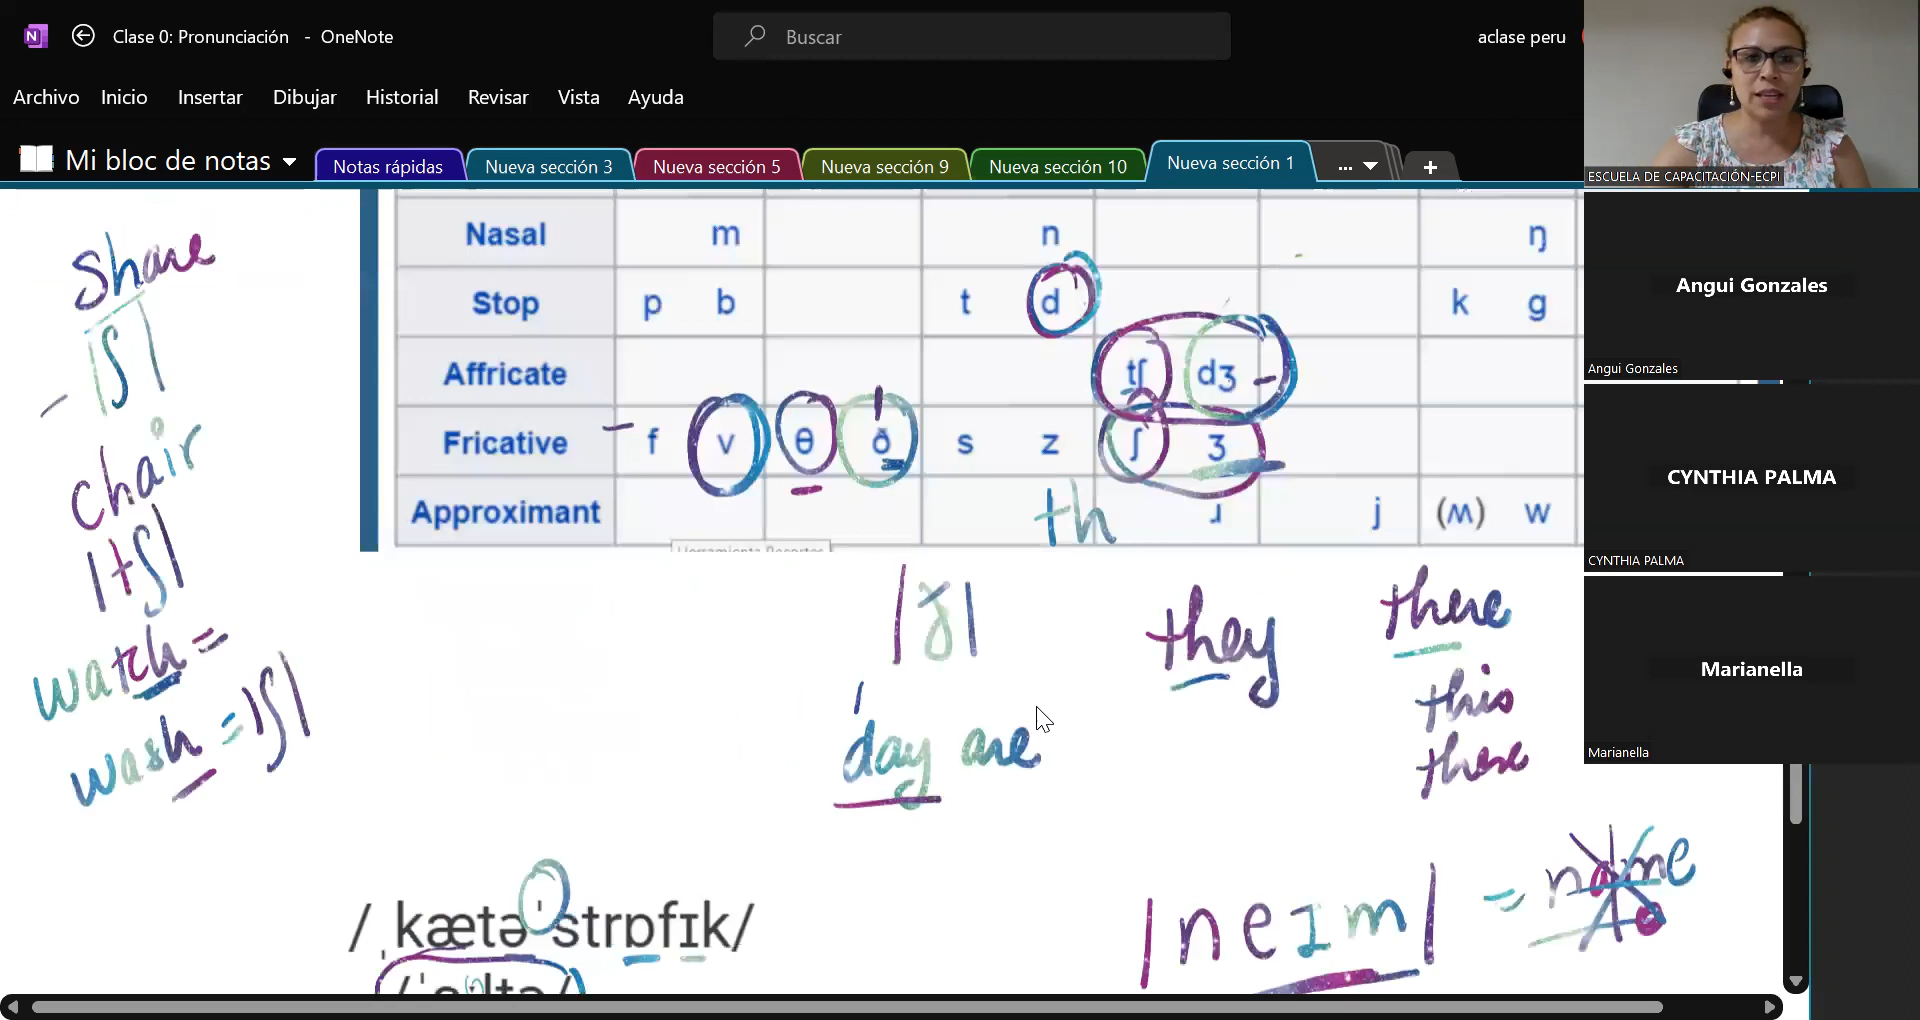 Clase 0: Pronunciación - OneNote
Buscar
aclase peru
Archivo Inicio Insertar Dibujar Historial Revisar Vista Ayuda
Mi bloc de notas
Notas rápidas
Nueva sección 3
Nueva sección 5
Nueva sección 9
Nueva sección 10
Nueva sección 1
...
+
ESCUELA DE CAPACITACIÓN-ECPI
Angui Gonzales
Angui Gonzales
CYNTHIA PALMA
CYNTHIA PALMA
Marianella
Marianella
Nasal m n ŋ
Stop p b t d k g
Affricate tʃ dʒ
Fricative f v θ ð s z ʃ ʒ
Approximant ɹ j (ʍ) w
share
|ʃ|
chair
|tʃ|
watch =
wash = |ʃ|
th
|ð|
they
there
this
these
day are
/ˌkætəˈstrɒfɪk/
|neɪm| = name